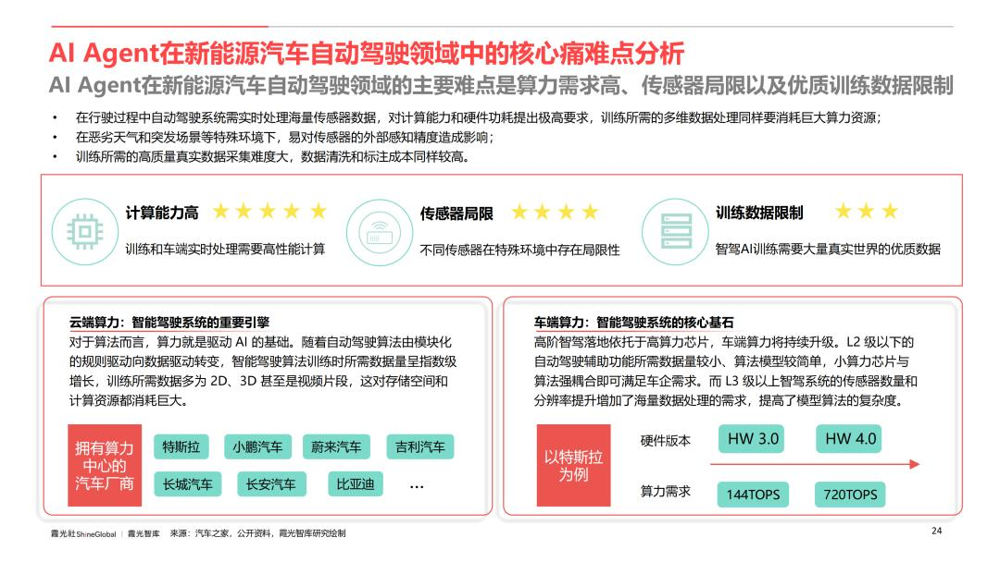 AI Agent在新能源汽车自动驾驶领域中的核心痛难点分析
AI Agent在新能源汽车自动驾驶领域的主要难点是算力需求高、传感器局限以及优质训练数据限制
• 在行驶过程中自动驾驶系统需实时处理海量传感器数据，对计算能力和硬件功耗提出极高要求，训练所需的多维数据处理同样要消耗巨大算力资源；
• 在恶劣天气和突发场景等特殊环境下，易对传感器的外部感知精度造成影响；
• 训练所需的高质量真实数据采集难度大，数据清洗和标注成本同样较高。
计算能力高
训练和车端实时处理需要高性能计算
传感器局限
不同传感器在特殊环境中存在局限性
训练数据限制
智驾AI训练需要大量真实世界的优质数据
云端算力：智能驾驶系统的重要引擎
对于算法而言，算力就是驱动 AI 的基础。随着自动驾驶算法由模块化
的规则驱动向数据驱动转变，智能驾驶算法训练时所需数据量呈指数级
增长，训练所需数据多为 2D、3D 甚至是视频片段，这对存储空间和
计算资源都消耗巨大。
拥有算力
中心的
汽车厂商
特斯拉
小鹏汽车
蔚来汽车
吉利汽车
长城汽车
长安汽车
比亚迪
…
车端算力：智能驾驶系统的核心基石
高阶智驾落地依托于高算力芯片，车端算力将持续升级。L2 级以下的
自动驾驶辅助功能所需数据量较小、算法模型较简单，小算力芯片与
算法强耦合即可满足车企需求。而 L3 级以上智驾系统的传感器数量和
分辨率提升增加了海量数据处理的需求，提高了模型算法的复杂度。
以特斯拉
为例
硬件版本
HW 3.0
HW 4.0
算力需求
144TOPS
720TOPS
霞光社ShineGlobal | 霞光智库 来源：汽车之家，公开资料，霞光智库研究绘制
24